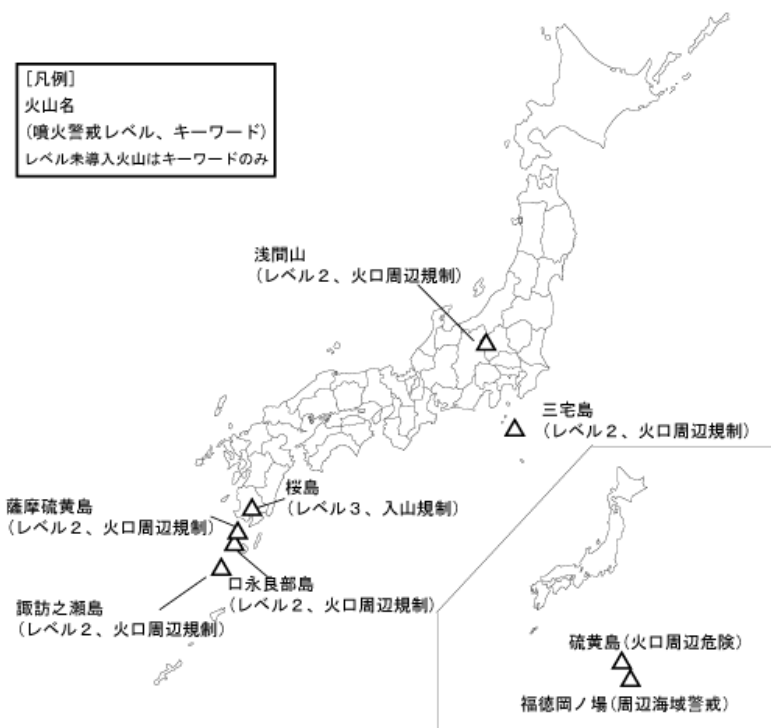 [凡例]
火山名
(噴火警戒レベル、キーワード)
レベル未導入火山はキーワードのみ
浅間山
(レベル２、火口周辺規制)
三宅島
(レベル２、火口周辺規制)
桜島
(レベル３、入山規制)
薩摩硫黄島
(レベル２、火口周辺規制)
口永良部島
(レベル２、火口周辺規制)
諏訪之瀬島
(レベル２、火口周辺規制)
硫黄島(火口周辺危険)
福徳岡ノ場(周辺海域警戒)